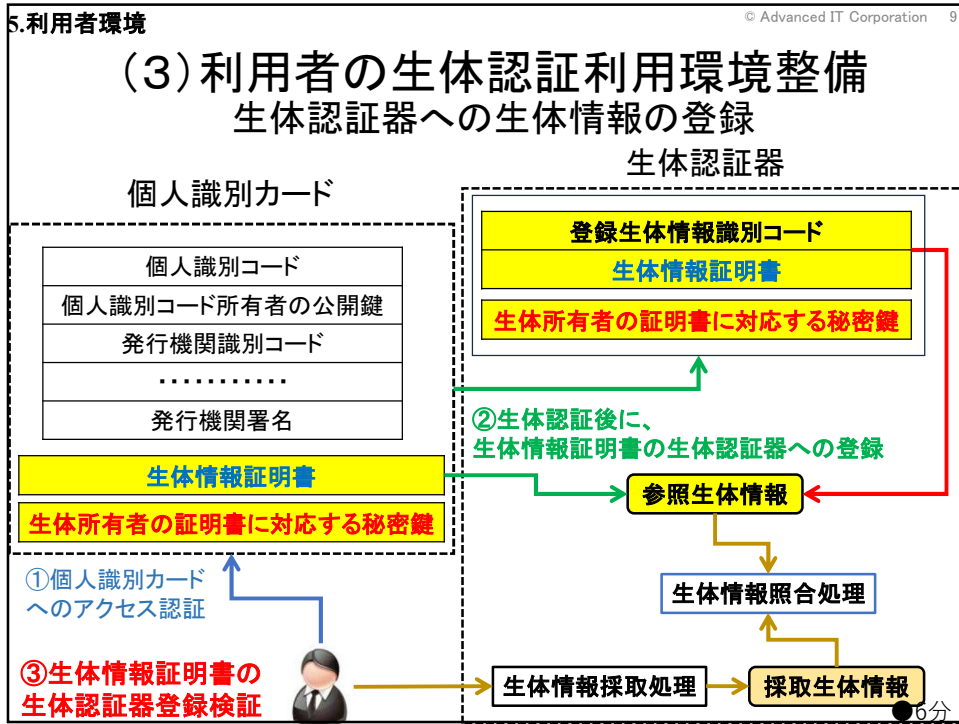 5.利用者環境
© Advanced IT Corporation 9
(3)利用者の生体認証利用環境整備
生体認証器への生体情報の登録
生体認証器
個人識別カード
登録生体情報識別コード
生体情報証明書
生体所有者の証明書に対応する秘密鍵
個人識別コード
個人識別コード所有者の公開鍵
発行機関識別コード
・・・・・・・・・・・
発行機関署名
生体情報証明書
生体所有者の証明書に対応する秘密鍵
②生体認証後に、
生体情報証明書の生体認証器への登録
参照生体情報
①個人識別カード
へのアクセス認証
生体情報照合処理
③生体情報証明書の
生体認証器登録検証
生体情報採取処理
採取生体情報
●6分